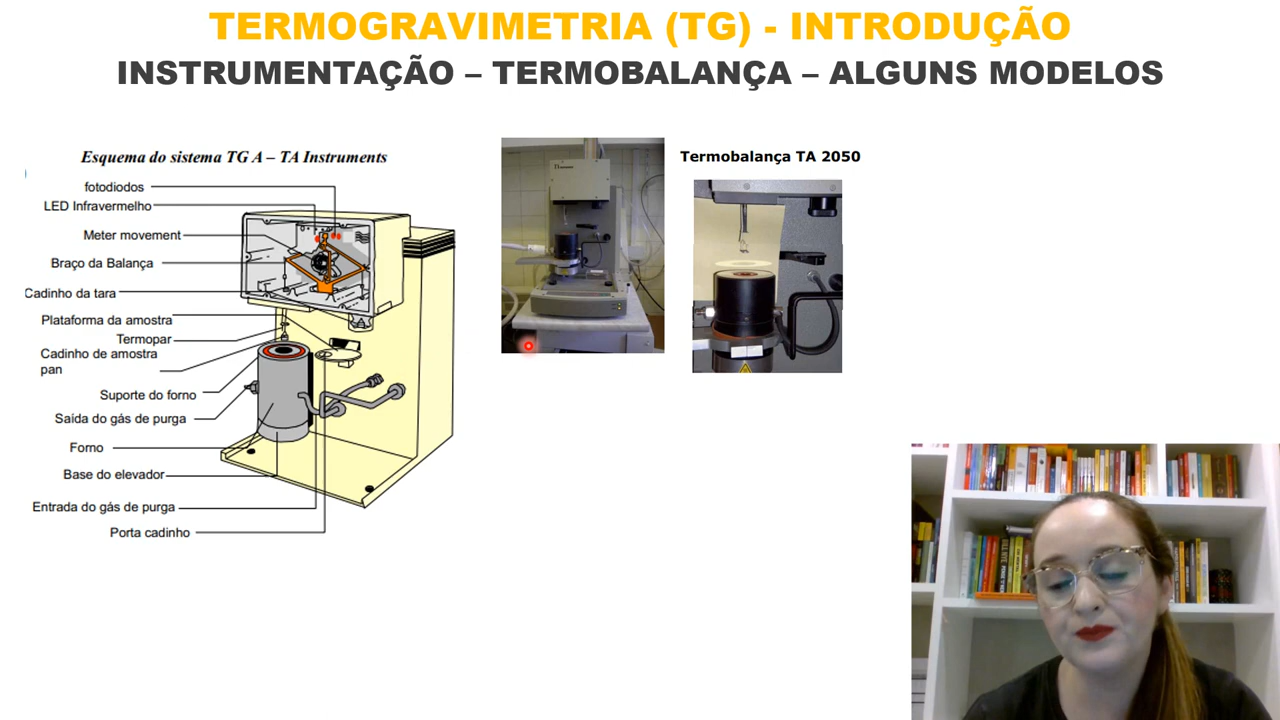 TERMOGRAVIMETRIA (TG) - INTRODUÇÃO
INSTRUMENTAÇÃO – TERMOBALANÇA – ALGUNS MODELOS
Esquema do sistema TG A – TA Instruments
fotodiodos
LED Infravermelho
Meter movement
Braço da Balança
Cadinho da tara
Plataforma da amostra
Termopar
Cadinho de amostra
pan
Suporte do forno
Saída do gás de purga
Forno
Base do elevador
Entrada do gás de purga
Porta cadinho
Termobalança TA 2050